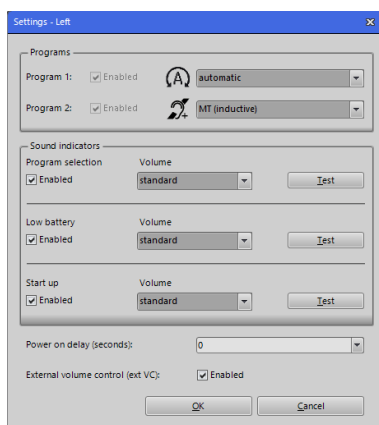 Settings - Left
Programs
Program 1: Enabled A automatic
Program 2: Enabled MT (inductive)
Sound indicators
Program selection Volume
Enabled standard Test
Low battery Volume
Enabled standard Test
Start up Volume
Enabled standard Test
Power on delay (seconds): 0
External volume control (ext VC): Enabled
OK Cancel